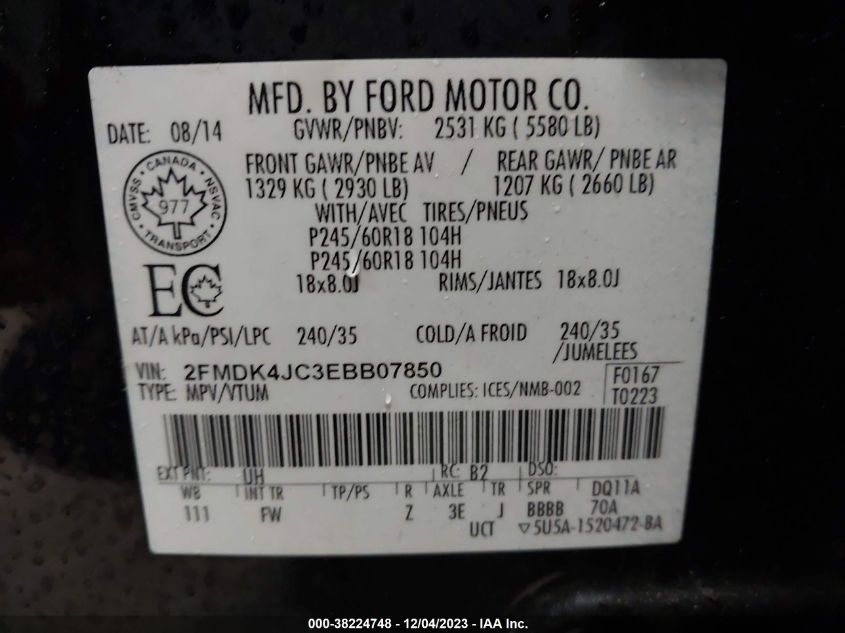 MFD. BY FORD MOTOR CO.
DATE: 08/14 GVWR/PNBV: 2531 KG ( 5580 LB)
FRONT GAWR/PNBE AV / REAR GAWR/ PNBE AR
1329 KG ( 2930 LB) 1207 KG ( 2660 LB)
CMVSS CANADA NSVAC
977
TRANSPORT
WITH/AVEC TIRES/PNEUS
P245/60R18 104H
P245/60R18 104H
EC
18x8.0J RIMS/JANTES 18x8.0J
AT/A kPa/PSI/LPC 240/35 COLD/A FROID 240/35
/JUMELEES
VIN: 2FMDK4JC3EBB07850 F0167
TYPE: MPV/VTUM COMPLIES: ICES/NMB-002 T0223
EXT PNT: UH RC: B2 DSO:
WB INT TR TP/PS R AXLE TR SPR DQ11A
111 FW Z 3E J BBBB 70A
UCT ▽5U5A-1520472-BA
000-38224748 - 12/04/2023 - IAA Inc.